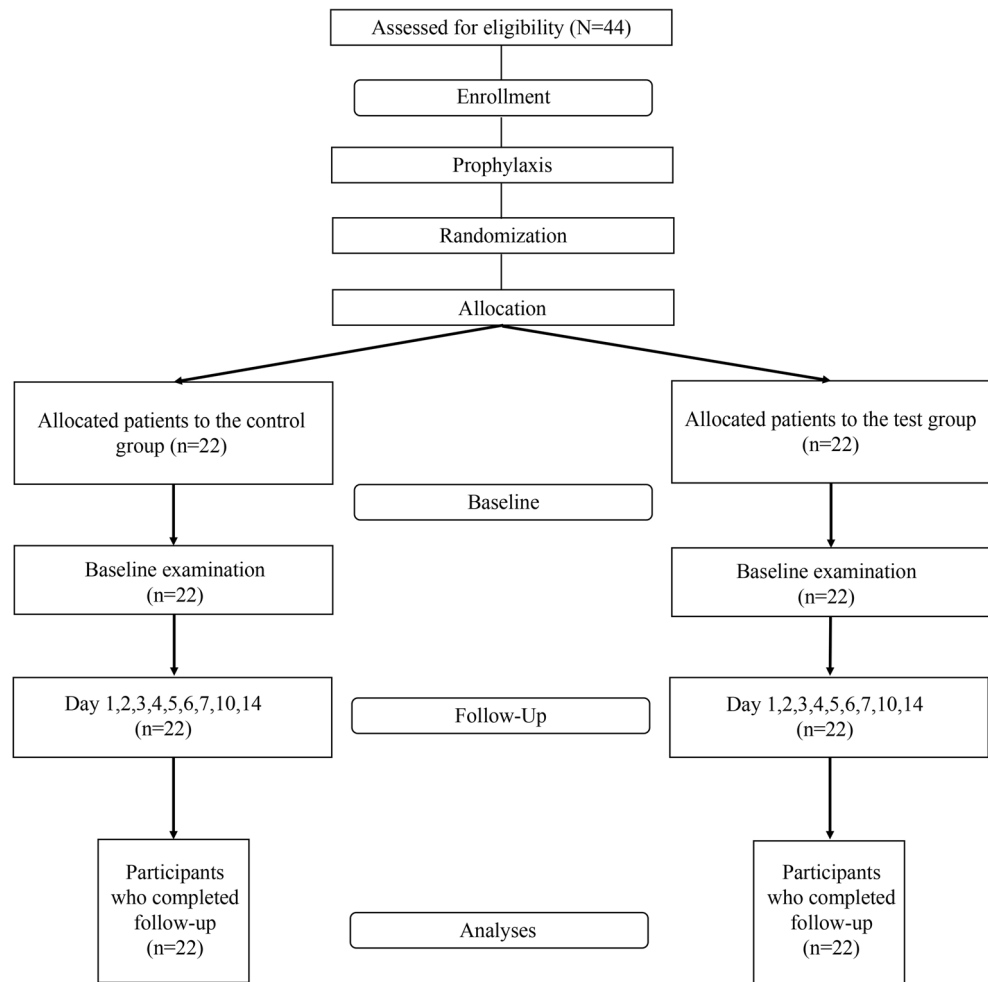 Assessed for eligibility (N=44)
Enrollment
Prophylaxis
Randomization
Allocation
Allocated patients to the control
group (n=22)
Allocated patients to the test group
(n=22)
Baseline
Baseline examination
(n=22)
Baseline examination
(n=22)
Day 1,2,3,4,5,6,7,10,14
(n=22)
Follow-Up
Day 1,2,3,4,5,6,7,10,14
(n=22)
Participants
who completed
follow-up
(n=22)
Analyses
Participants
who completed
follow-up
(n=22)